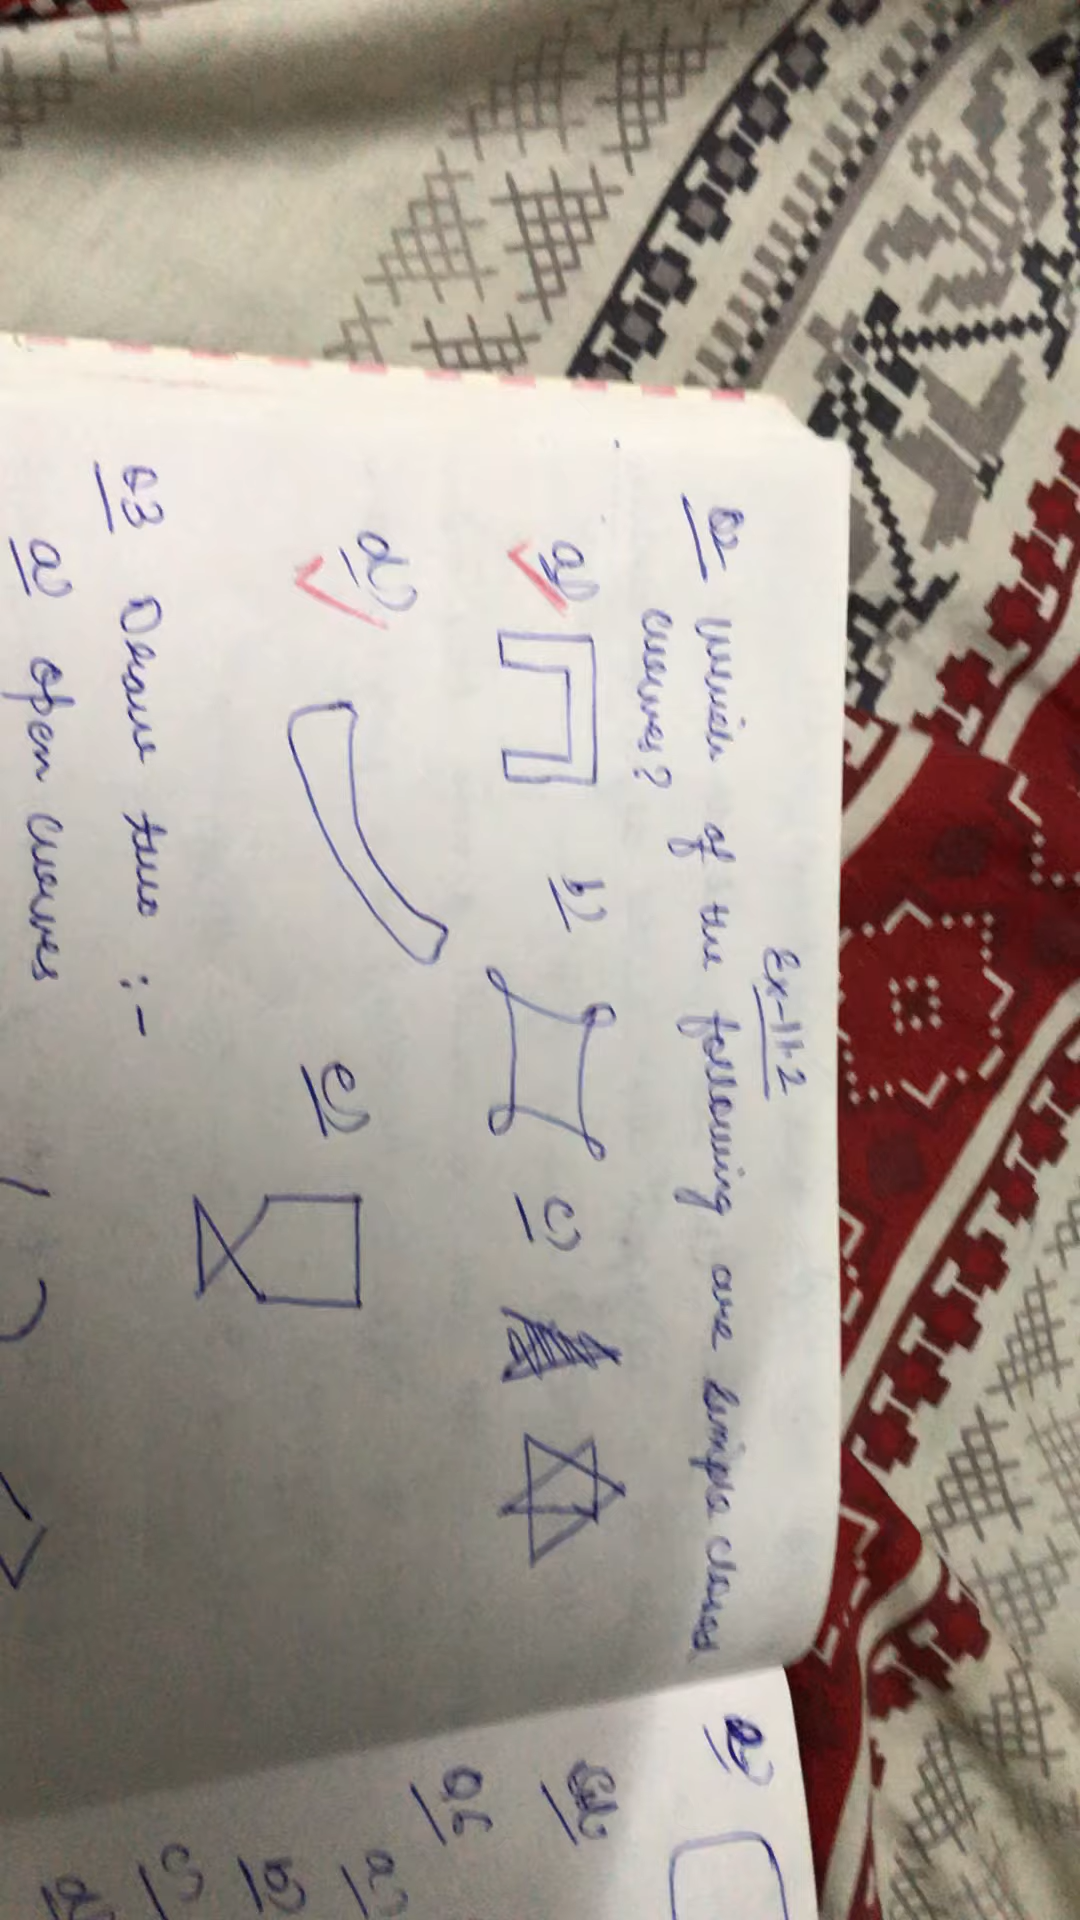 Ex-11.2
Q2 Which of the following are simple closed
curves?
a) b) c)
d) e)
Q3 Draw two :-
a) open curves
a)
Q6
a)
b)
c)
d)